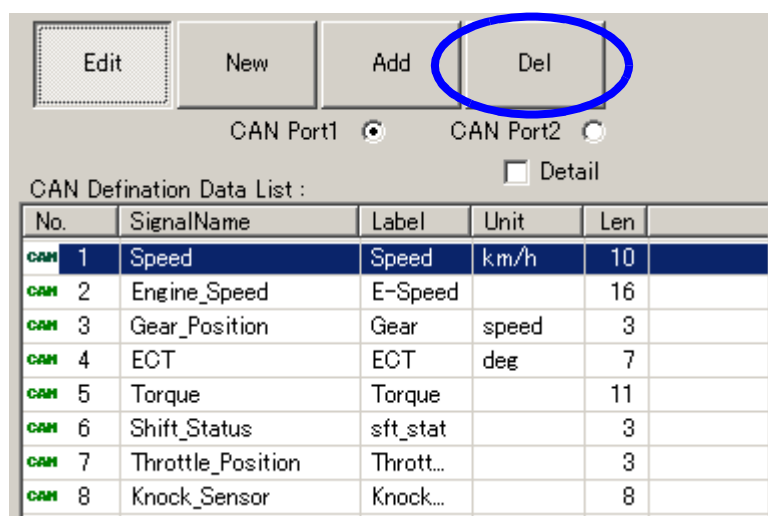 Edit New Add Del
CAN Port1 CAN Port2
Detail
CAN Defination Data List :
No. SignalName Label Unit Len
CAN 1 Speed Speed km/h 10
CAN 2 Engine_Speed E-Speed 16
CAN 3 Gear_Position Gear speed 3
CAN 4 ECT ECT deg 7
CAN 5 Torque Torque 11
CAN 6 Shift_Status sft_stat 3
CAN 7 Throttle_Position Thrott... 3
CAN 8 Knock_Sensor Knock... 8